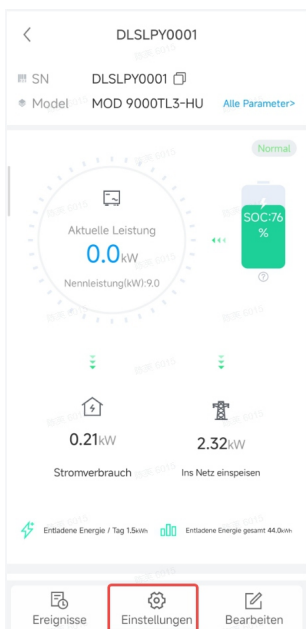 DLSLPY0001
SN DLSLPY0001
Model MOD 9000TL3-HU Alle Parameter>
Normal
Aktuelle Leistung
0.0kW
Nennleistung(kW):9.0
SOC:76
%
0.21kW
2.32kW
Stromverbrauch
Ins Netz einspeisen
Entladene Energie / Tag 1.5kWh
Entladene Energie gesamt 44.0kWh
Ereignisse
Einstellungen
Bearbeiten